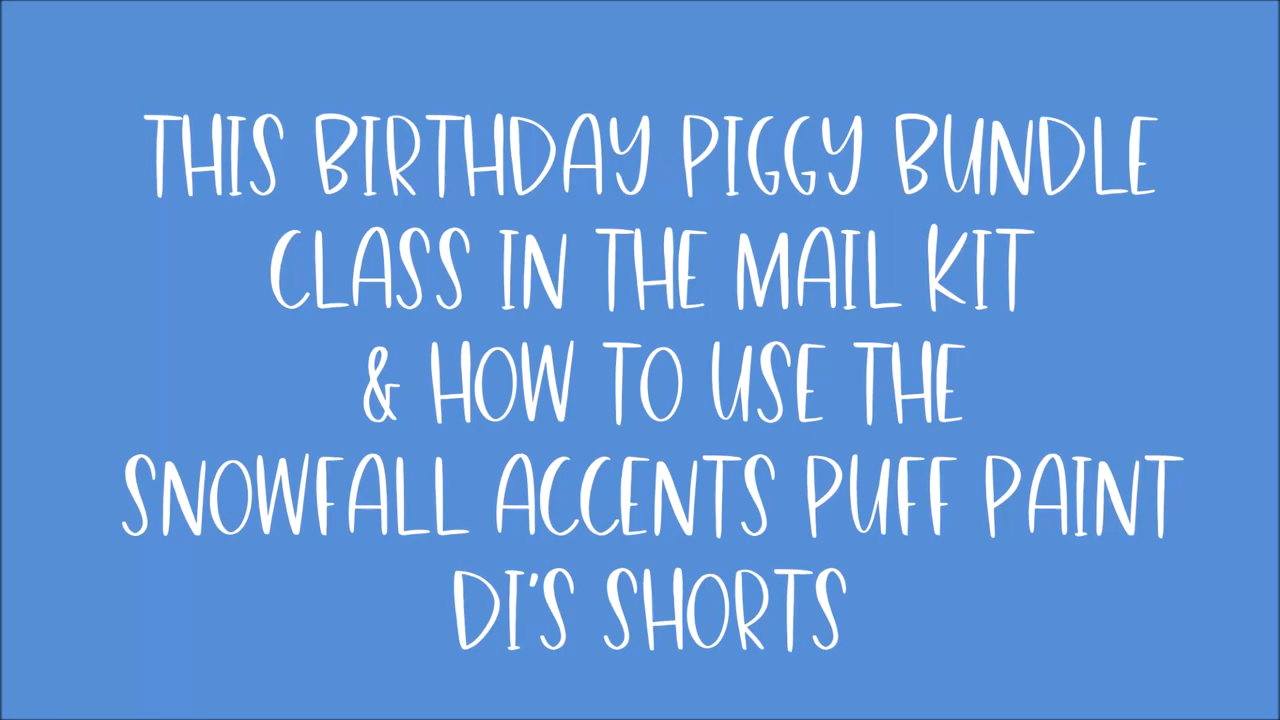 THIS BIRTHDAY PIGGY BUNDLE
CLASS IN THE MAIL KIT
& HOW TO USE THE
SNOWFALL ACCENTS PUFF PAINT
DI'S SHORTS